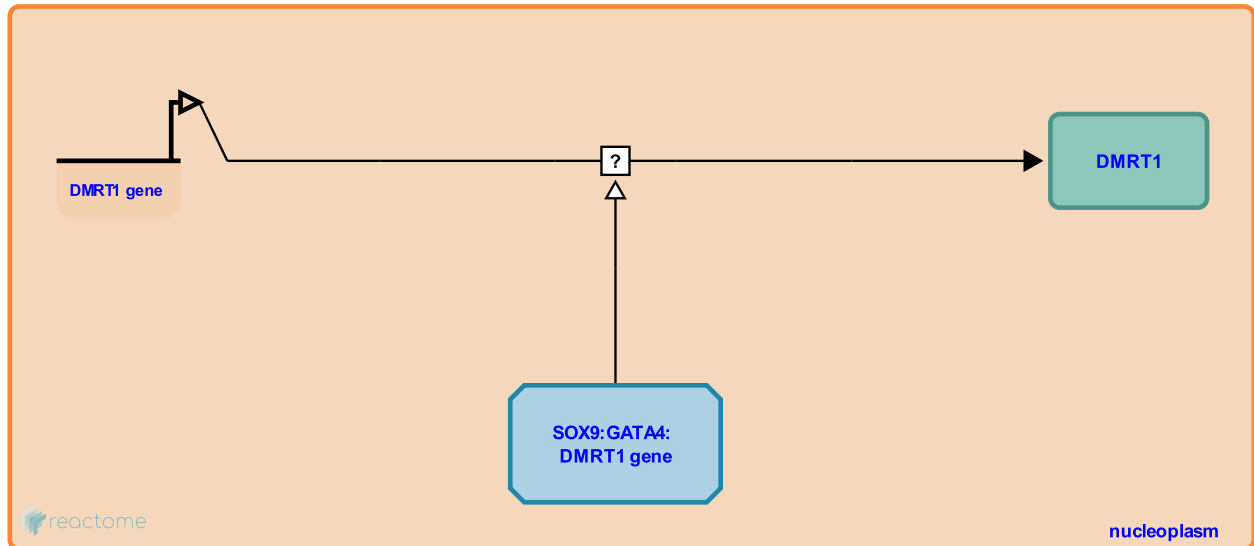 DMRT1 gene
?
DMRT1
SOX9:GATA4:
DMRT1 gene
reactome
nucleoplasm